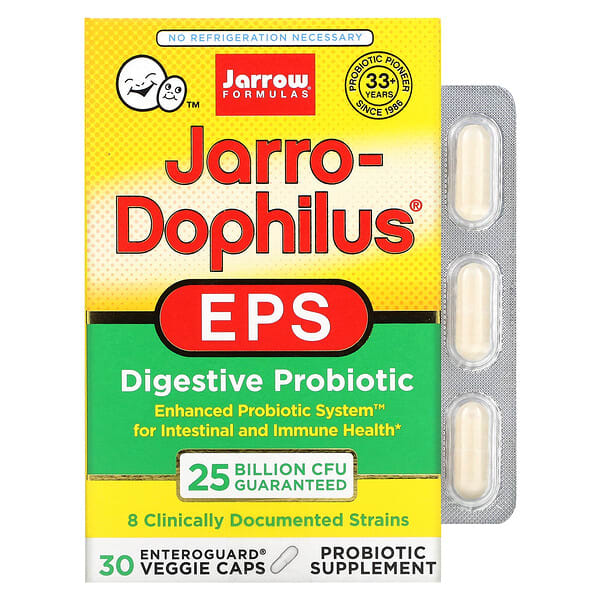 NO REFRIGERATION NECESSARY
TM
Jarrow
FORMULAS®
PROBIOTIC PIONEER
33+
YEARS
SINCE 1986
Jarro-
Dophilus®
EPS
Digestive Probiotic
Enhanced Probiotic System™
for Intestinal and Immune Health*
25 BILLION CFU
GUARANTEED
8 Clinically Documented Strains
30 ENTEROGUARD®
VEGGIE CAPS
PROBIOTIC
SUPPLEMENT